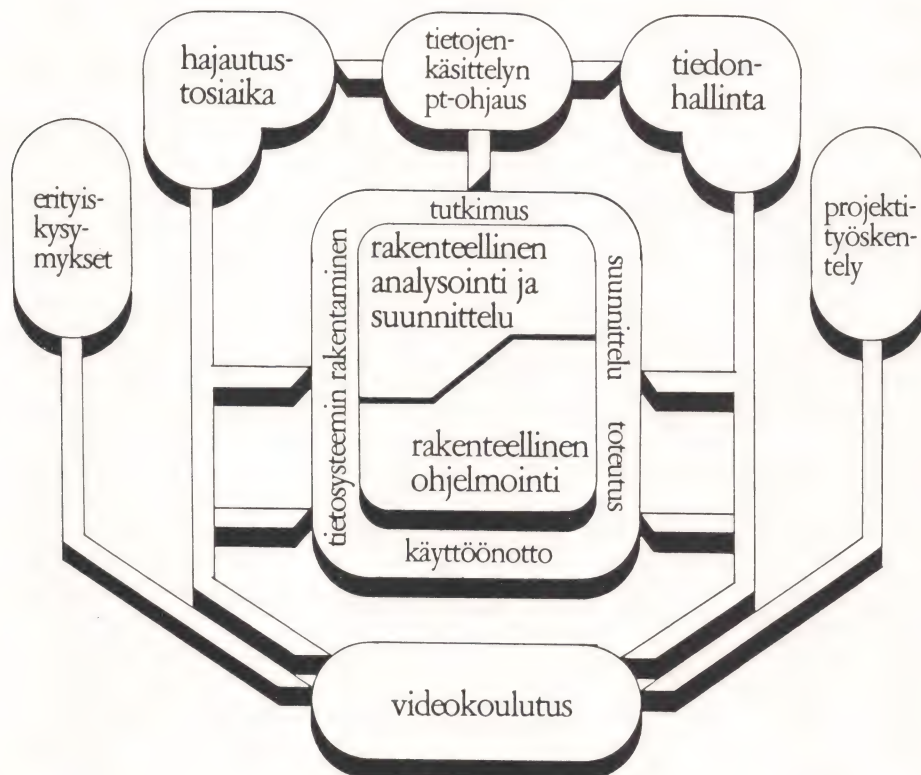 hajautus-
tosiaika
tietojen-
käsittelyn
pt-ohjaus
tiedon-
hallinta
erityis-
kysy-
mykset
projekti-
työsken-
tely
tutkimus
tietosysteemin rakentaminen
rakenteellinen
analysointi ja
suunnittelu
suunnittelu
toteutus
rakenteellinen
ohjelmointi
käyttöönotto
videokoulutus